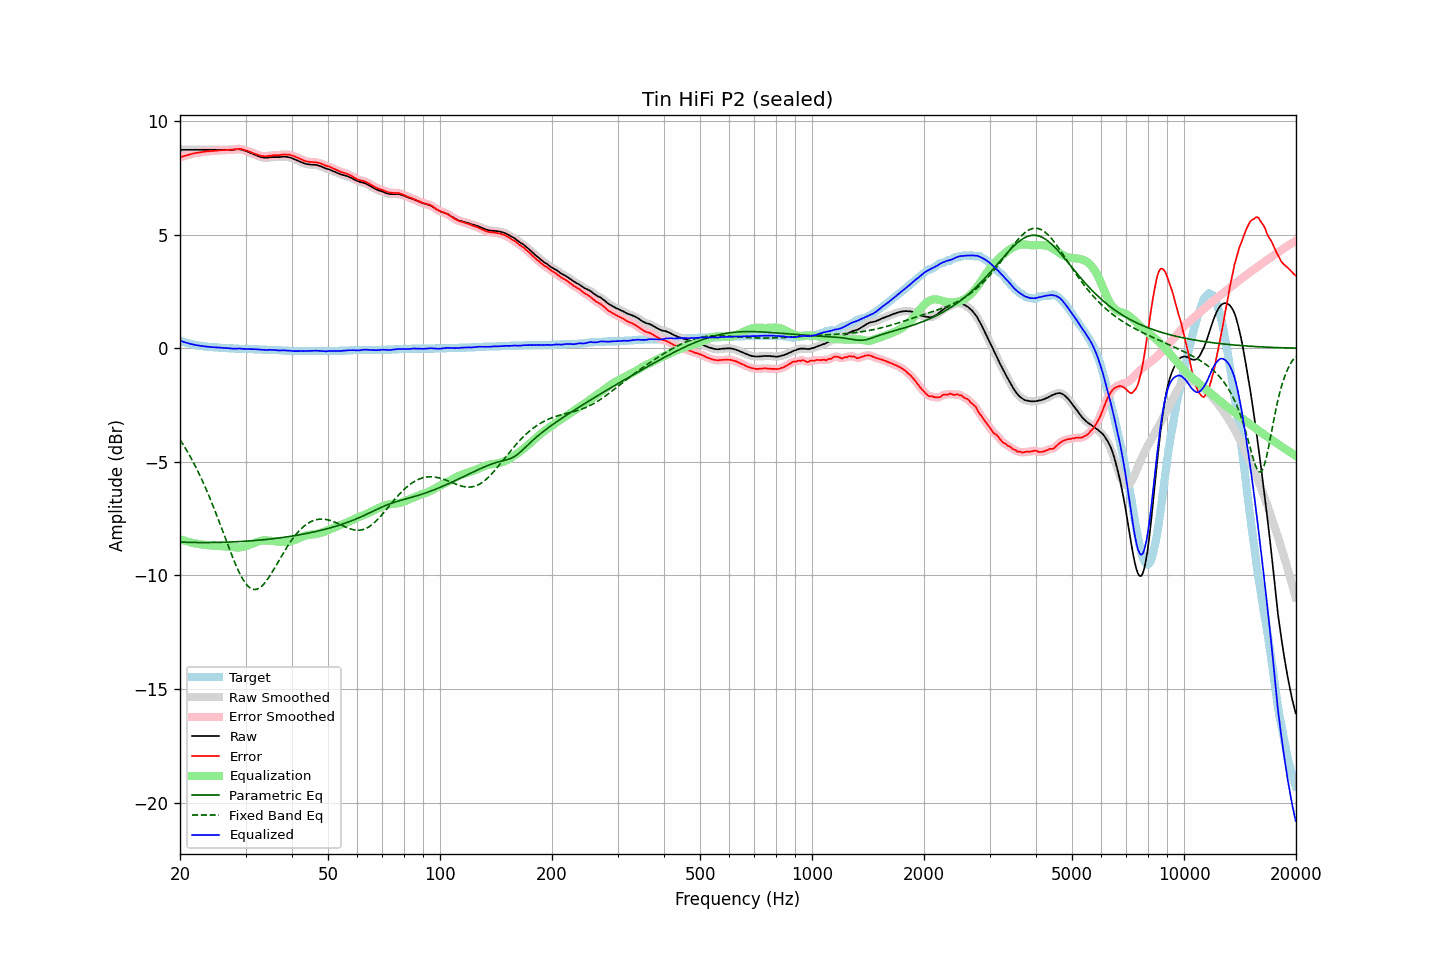 Tin HiFi P2 (sealed)
Amplitude (dBr)
10
5
0
−5
−10
−15
−20
Target
Raw Smoothed
Error Smoothed
Raw
Error
Equalization
Parametric Eq
Fixed Band Eq
Equalized
20 50 100 200 500 1000 2000 5000 10000 20000
Frequency (Hz)